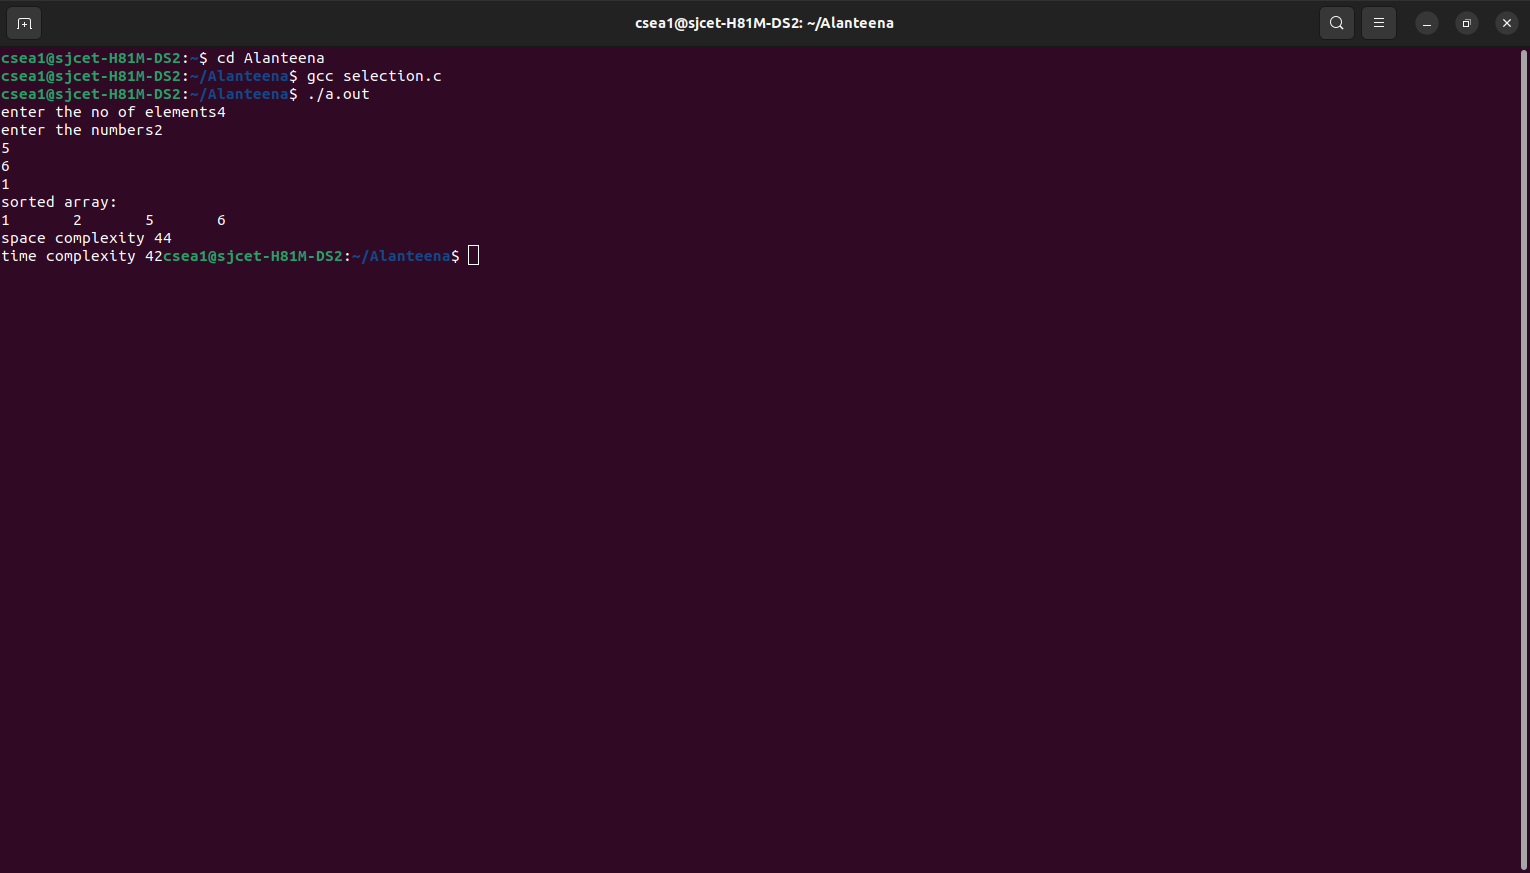 csea1@sjcet-H81M-DS2: ~/Alanteena
csea1@sjcet-H81M-DS2:~$ cd Alanteena
csea1@sjcet-H81M-DS2:~/Alanteena$ gcc selection.c
csea1@sjcet-H81M-DS2:~/Alanteena$ ./a.out
enter the no of elements4
enter the numbers2
5
6
1
sorted array:
1       2       5       6
space complexity 44
time complexity 42csea1@sjcet-H81M-DS2:~/Alanteena$